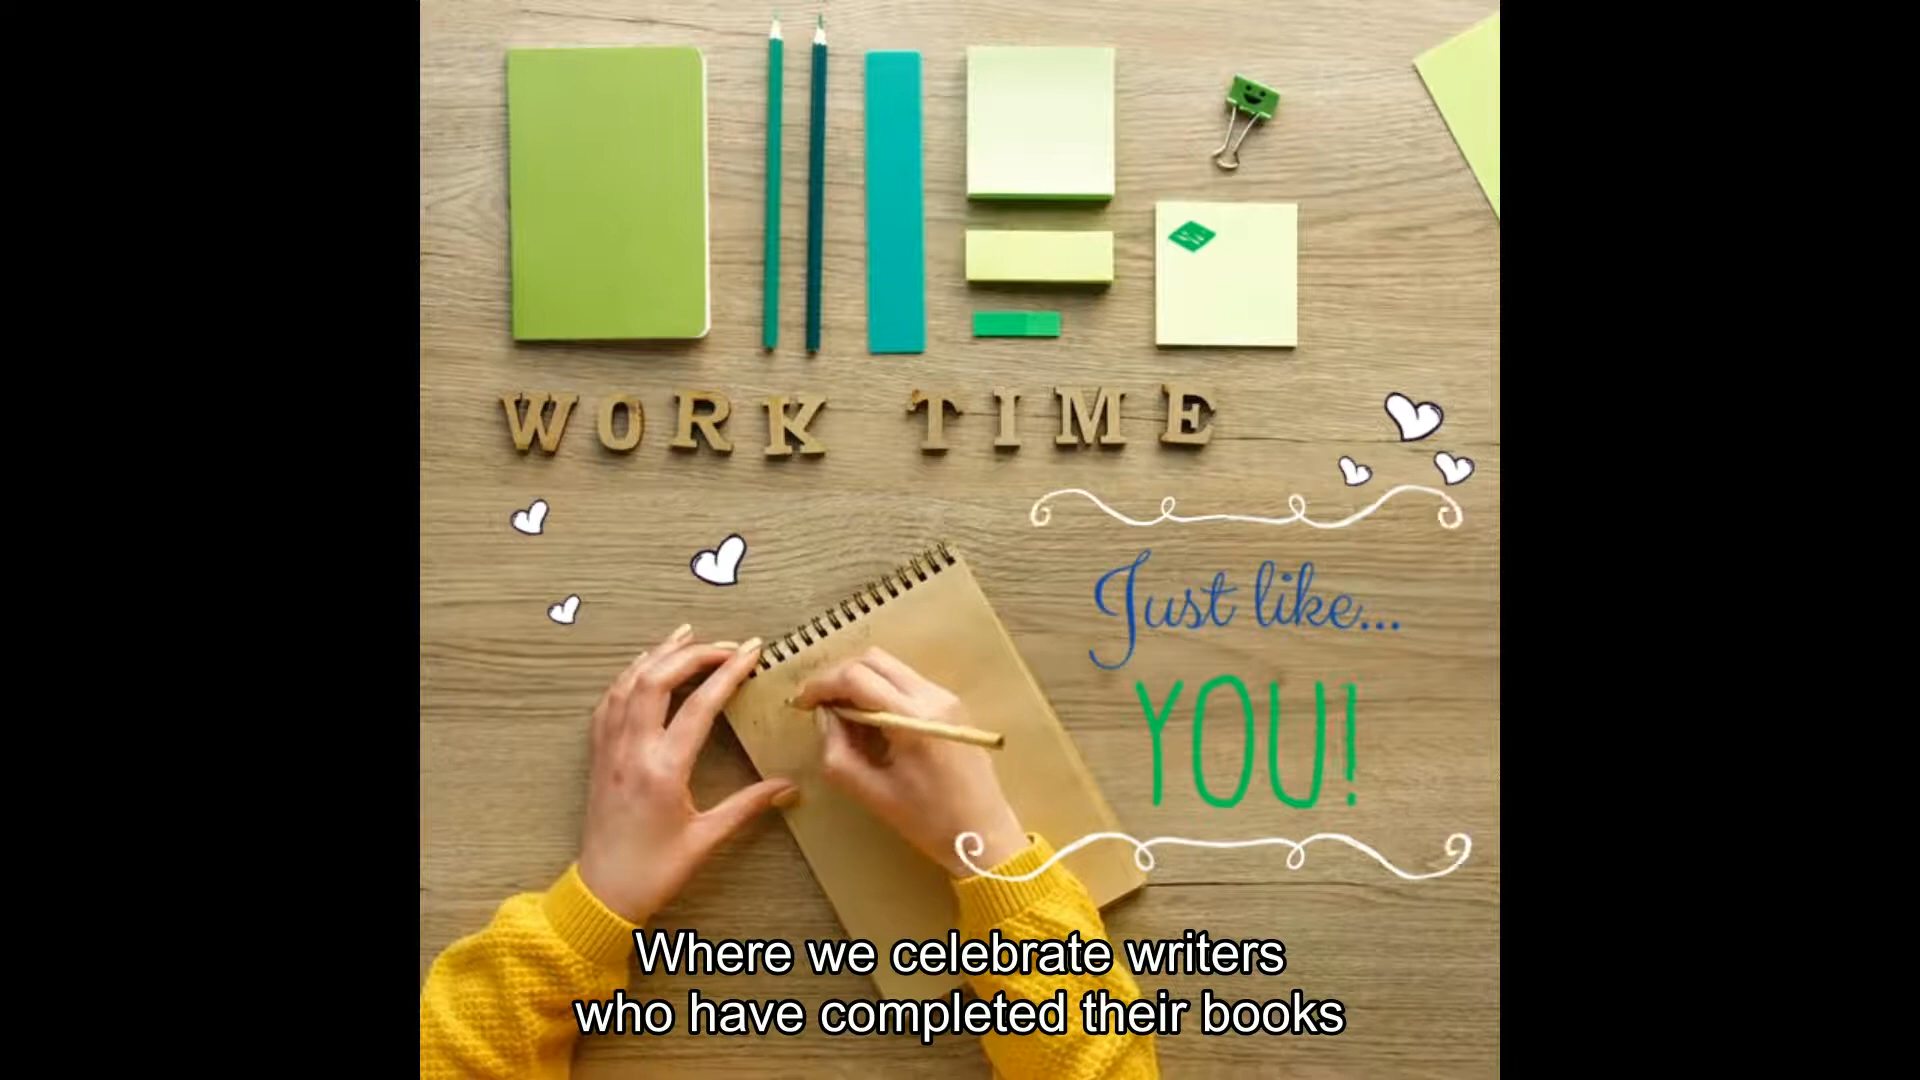 WORK TIME
Just like...
YOU!
Where we celebrate writers
who have completed their books